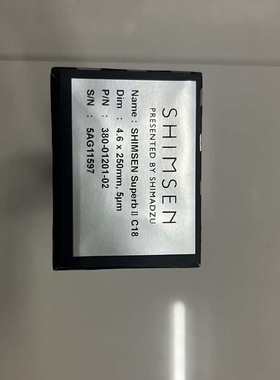 SHIMSEN
PRESENTED BY SHIMADZU
Name : SHIMSEN Superb II C18
Dim : 4.6 x 250mm, 5μm
P/N : 380-01201-02
S/N : 5AG11597